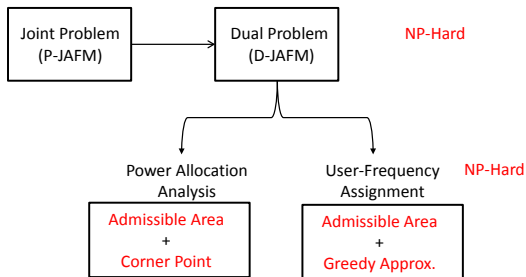 Joint Problem
(P-JAFM)
Dual Problem
(D-JAFM)
NP-Hard
Power Allocation
Analysis
User-Frequency
Assignment
NP-Hard
Admissible Area
+
Corner Point
Admissible Area
+
Greedy Approx.